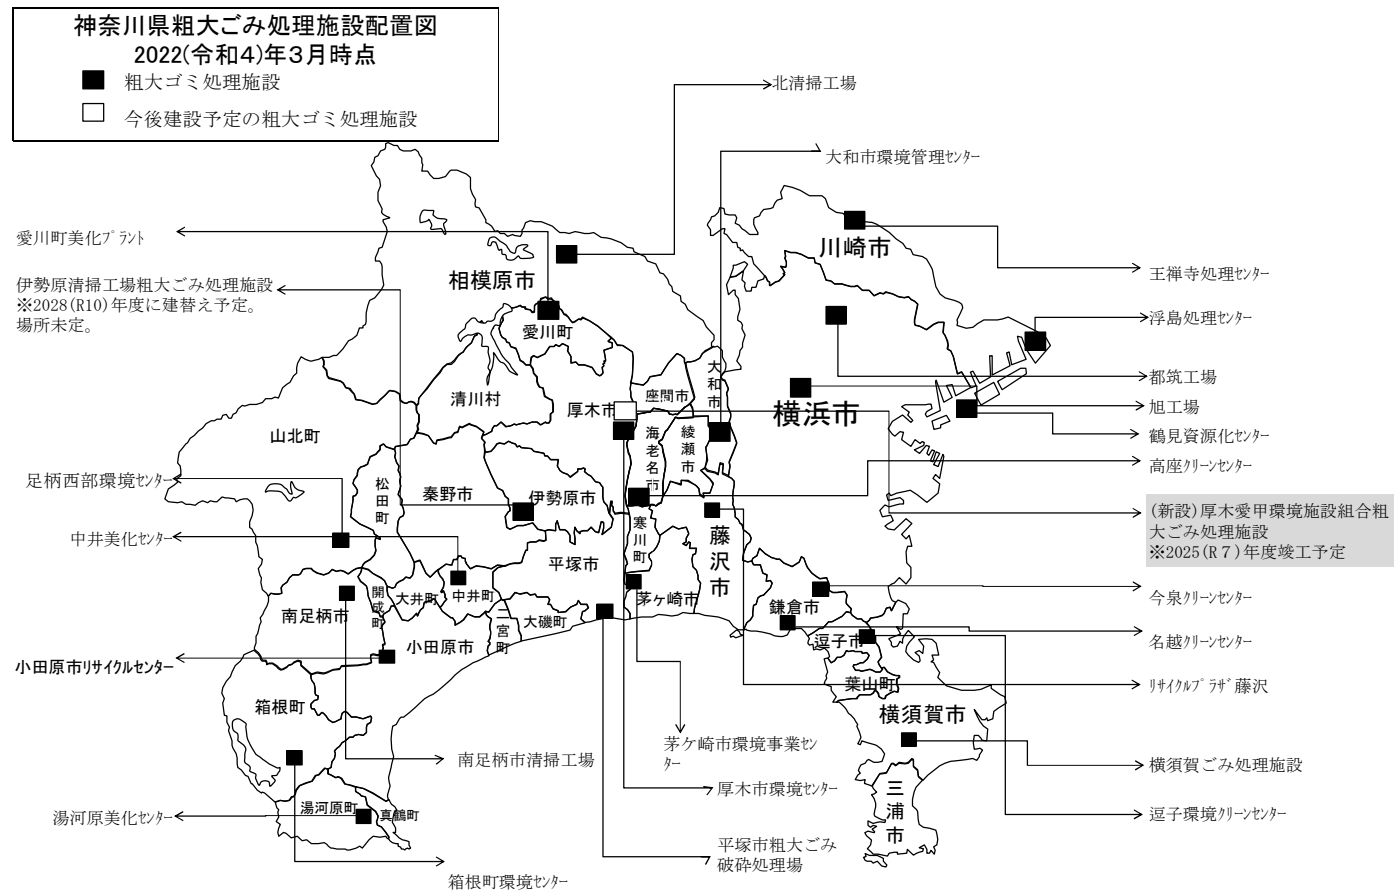 神奈川県粗大ごみ処理施設配置図
2022(令和4)年３月時点
粗大ゴミ処理施設
今後建設予定の粗大ゴミ処理施設
北清掃工場
大和市環境管理ｾﾝﾀｰ
愛川町美化ﾌﾟﾗﾝﾄ
川崎市
伊勢原清掃工場粗大ごみ処理施設
※2028(R10)年度に建替え予定。
場所未定。
相模原市
王禅寺処理センター
浮島処理センター
愛川町
大和市
座間市
都筑工場
清川村
厚木市
横浜市
旭工場
山北町
海老名市
綾瀬市
鶴見資源化センター
高座クリーンセンター
足柄西部環境ｾﾝﾀｰ
松田町
秦野市
伊勢原市
(新設)厚木愛甲環境施設組合粗
大ごみ処理施設
※2025(R７)年度竣工予定
中井美化センター
寒川町
藤沢市
平塚市
南足柄市
開成町
大井町
中井町
二宮町
大磯町
茅ヶ崎市
鎌倉市
今泉クリーンセンター
小田原市
逗子市
名越クリーンセンター
小田原市リサイクルセンター
葉山町
ﾘｻｲｸﾙﾌﾟﾗｻﾞ藤沢
箱根町
横須賀市
茅ケ崎市環境事業セン
ター
南足柄市清掃工場
横須賀ごみ処理施設
厚木市環境センター
三浦市
湯河原町
真鶴町
湯河原美化ｾﾝﾀｰ
逗子環境ｸﾘｰﾝｾﾝﾀｰ
平塚市粗大ごみ
破砕処理場
箱根町環境ｾﾝﾀｰ